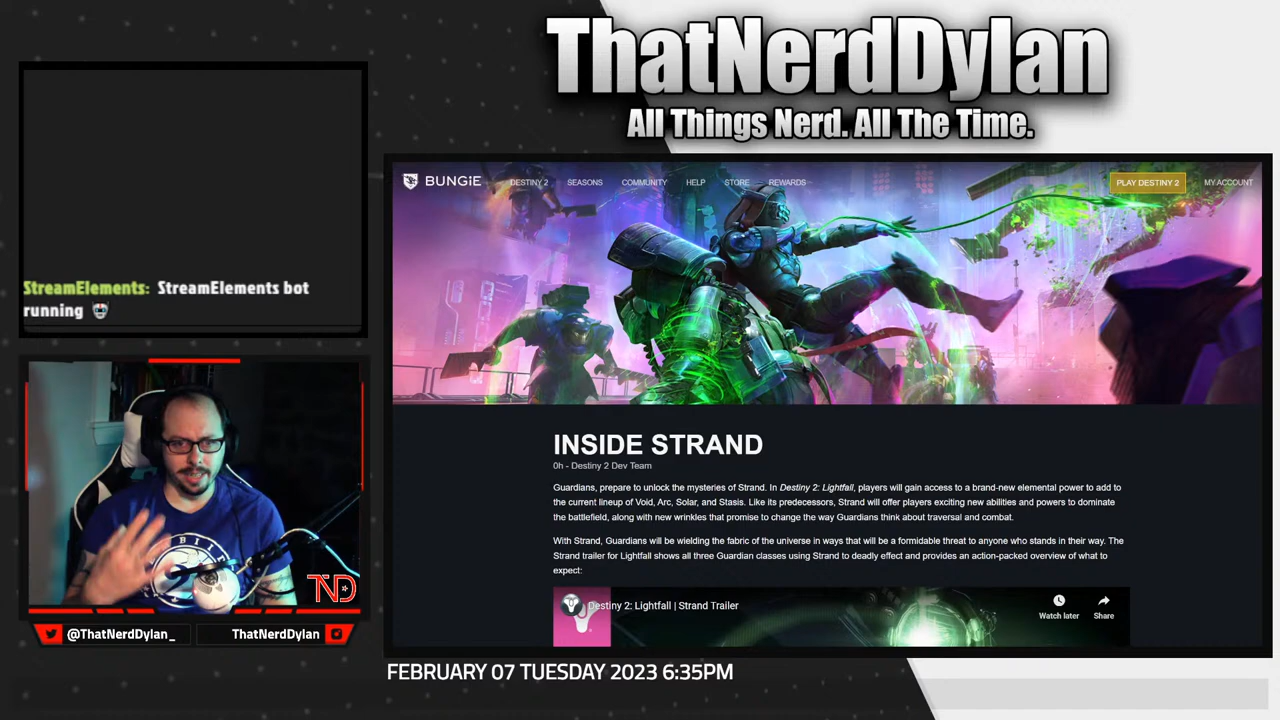 ThatNerdDylan
All Things Nerd. All The Time.
StreamElements: StreamElements bot
running
BUNGiE
DESTINY 2
SEASONS
COMMUNITY
HELP
STORE
REWARDS
PLAY DESTINY 2
MY ACCOUNT
INSIDE STRAND
0h - Destiny 2 Dev Team
Guardians, prepare to unlock the mysteries of Strand. In Destiny 2: Lightfall, players will gain access to a brand-new elemental power to add to
the current lineup of Void, Arc, Solar, and Stasis. Like its predecessors, Strand will offer players exciting new abilities and powers to dominate
the battlefield, along with new wrinkles that promise to change the way Guardians think about traversal and combat.
With Strand, Guardians will be wielding the fabric of the universe in ways that will be a formidable threat to anyone who stands in their way. The
Strand trailer for Lightfall shows all three Guardian classes using Strand to deadly effect and provides an action-packed overview of what to
expect:
Destiny 2: Lightfall | Strand Trailer
Watch later
Share
TND
@ThatNerdDylan_
ThatNerdDylan
FEBRUARY 07 TUESDAY 2023 6:35PM